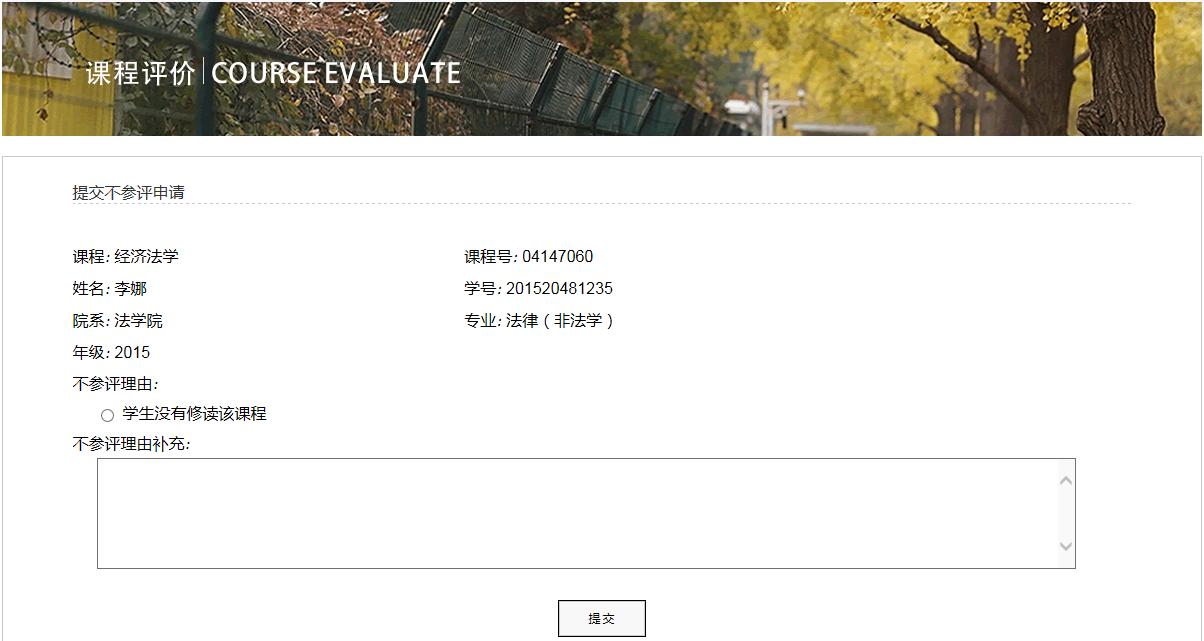 课程评价 | COURSE EVALUATE
提交不参评申请
课程: 经济法学 课程号: 04147060
姓名: 李娜 学号: 201520481235
院系: 法学院 专业: 法律（非法学）
年级: 2015
不参评理由:
学生没有修读该课程
不参评理由补充:
提交